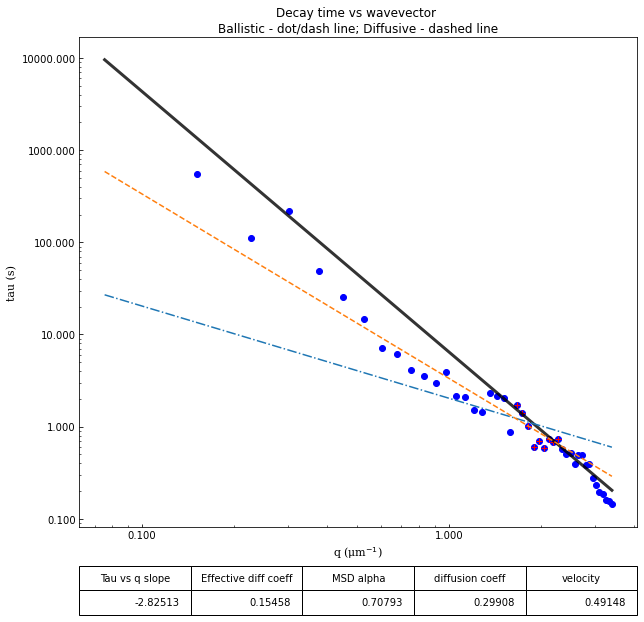 Decay time vs wavevector
Ballistic - dot/dash line; Diffusive - dashed line
10000.000
1000.000
100.000
10.000
1.000
0.100
tau (s)
0.100 1.000
q (μm⁻¹)
Tau vs q slope Effective diff coeff MSD alpha diffusion coeff velocity
-2.82513 0.15458 0.70793 0.29908 0.49148